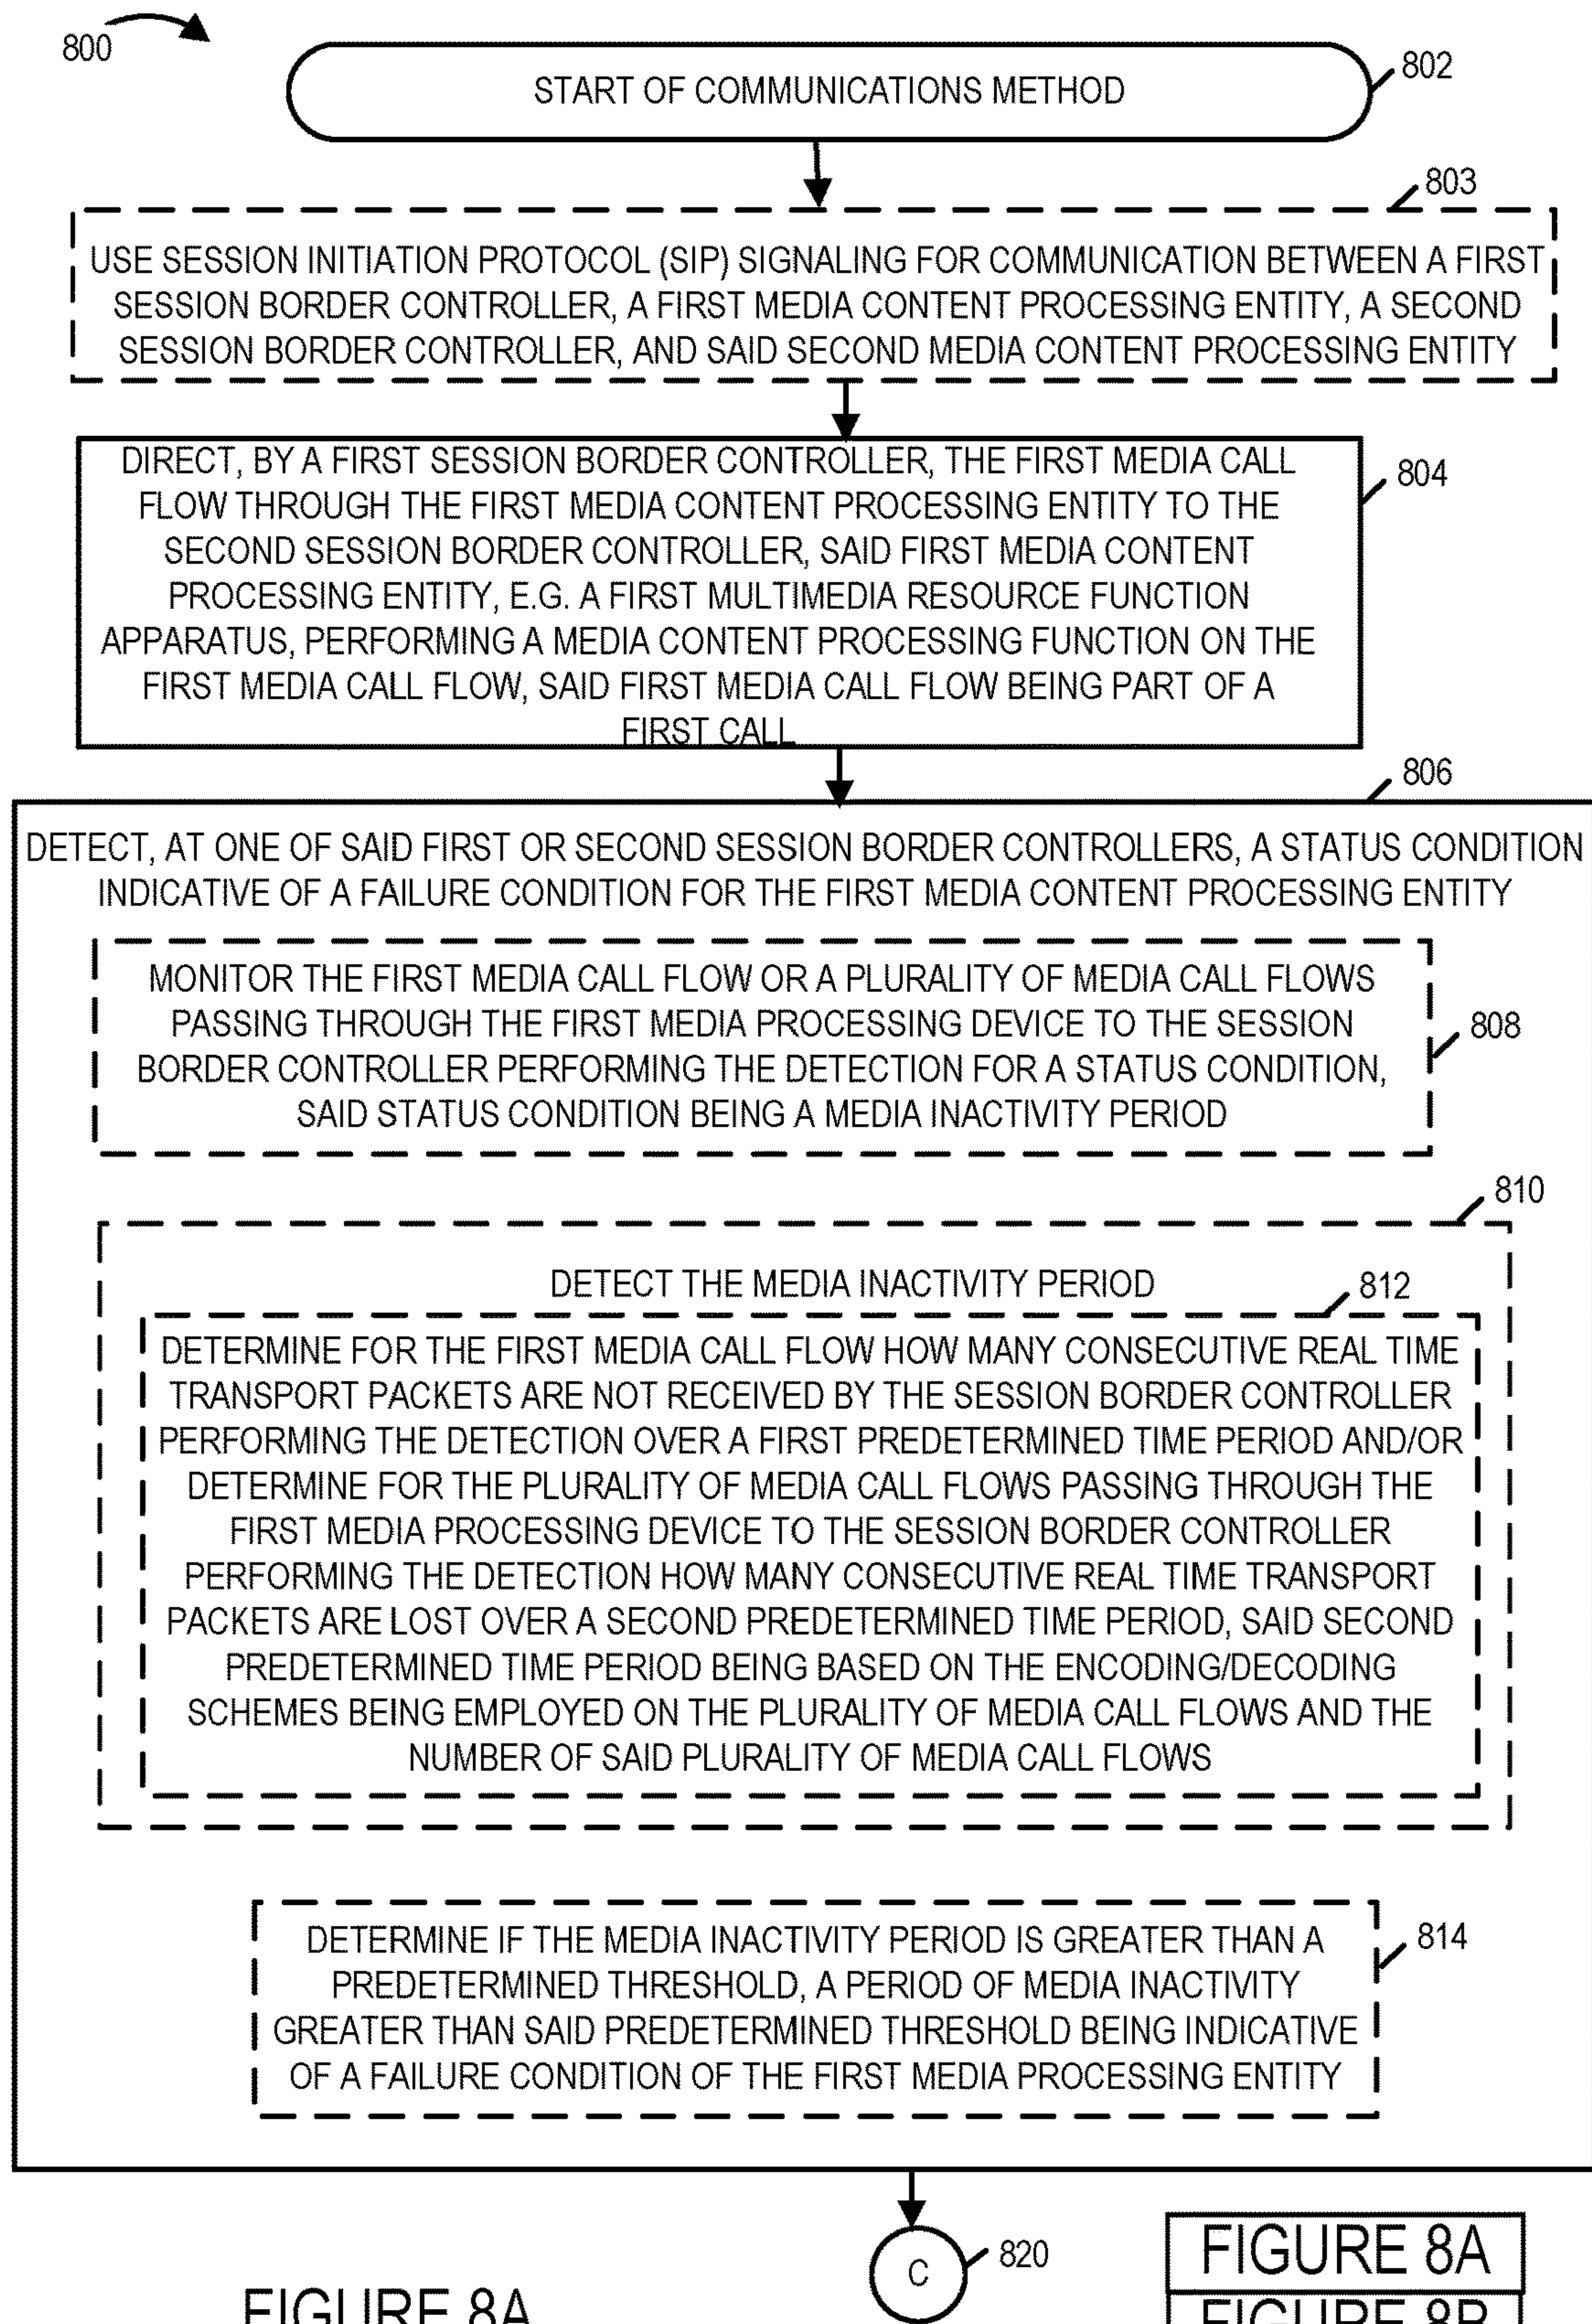 800
START OF COMMUNICATIONS METHOD
802
803
USE SESSION INITIATION PROTOCOL (SIP) SIGNALING FOR COMMUNICATION BETWEEN A FIRST
SESSION BORDER CONTROLLER, A FIRST MEDIA CONTENT PROCESSING ENTITY, A SECOND
SESSION BORDER CONTROLLER, AND SAID SECOND MEDIA CONTENT PROCESSING ENTITY
DIRECT, BY A FIRST SESSION BORDER CONTROLLER, THE FIRST MEDIA CALL
FLOW THROUGH THE FIRST MEDIA CONTENT PROCESSING ENTITY TO THE
SECOND SESSION BORDER CONTROLLER, SAID FIRST MEDIA CONTENT
PROCESSING ENTITY, E.G. A FIRST MULTIMEDIA RESOURCE FUNCTION
APPARATUS, PERFORMING A MEDIA CONTENT PROCESSING FUNCTION ON THE
FIRST MEDIA CALL FLOW, SAID FIRST MEDIA CALL FLOW BEING PART OF A
FIRST CALL
804
806
DETECT, AT ONE OF SAID FIRST OR SECOND SESSION BORDER CONTROLLERS, A STATUS CONDITION
INDICATIVE OF A FAILURE CONDITION FOR THE FIRST MEDIA CONTENT PROCESSING ENTITY
MONITOR THE FIRST MEDIA CALL FLOW OR A PLURALITY OF MEDIA CALL FLOWS
PASSING THROUGH THE FIRST MEDIA PROCESSING DEVICE TO THE SESSION
BORDER CONTROLLER PERFORMING THE DETECTION FOR A STATUS CONDITION,
SAID STATUS CONDITION BEING A MEDIA INACTIVITY PERIOD
808
810
DETECT THE MEDIA INACTIVITY PERIOD
812
DETERMINE FOR THE FIRST MEDIA CALL FLOW HOW MANY CONSECUTIVE REAL TIME
TRANSPORT PACKETS ARE NOT RECEIVED BY THE SESSION BORDER CONTROLLER
PERFORMING THE DETECTION OVER A FIRST PREDETERMINED TIME PERIOD AND/OR
DETERMINE FOR THE PLURALITY OF MEDIA CALL FLOWS PASSING THROUGH THE
FIRST MEDIA PROCESSING DEVICE TO THE SESSION BORDER CONTROLLER
PERFORMING THE DETECTION HOW MANY CONSECUTIVE REAL TIME TRANSPORT
PACKETS ARE LOST OVER A SECOND PREDETERMINED TIME PERIOD, SAID SECOND
PREDETERMINED TIME PERIOD BEING BASED ON THE ENCODING/DECODING
SCHEMES BEING EMPLOYED ON THE PLURALITY OF MEDIA CALL FLOWS AND THE
NUMBER OF SAID PLURALITY OF MEDIA CALL FLOWS
DETERMINE IF THE MEDIA INACTIVITY PERIOD IS GREATER THAN A
PREDETERMINED THRESHOLD, A PERIOD OF MEDIA INACTIVITY
GREATER THAN SAID PREDETERMINED THRESHOLD BEING INDICATIVE
OF A FAILURE CONDITION OF THE FIRST MEDIA PROCESSING ENTITY
814
C
820
FIGURE 8A
FIGURE 8A
FIGURE 8B